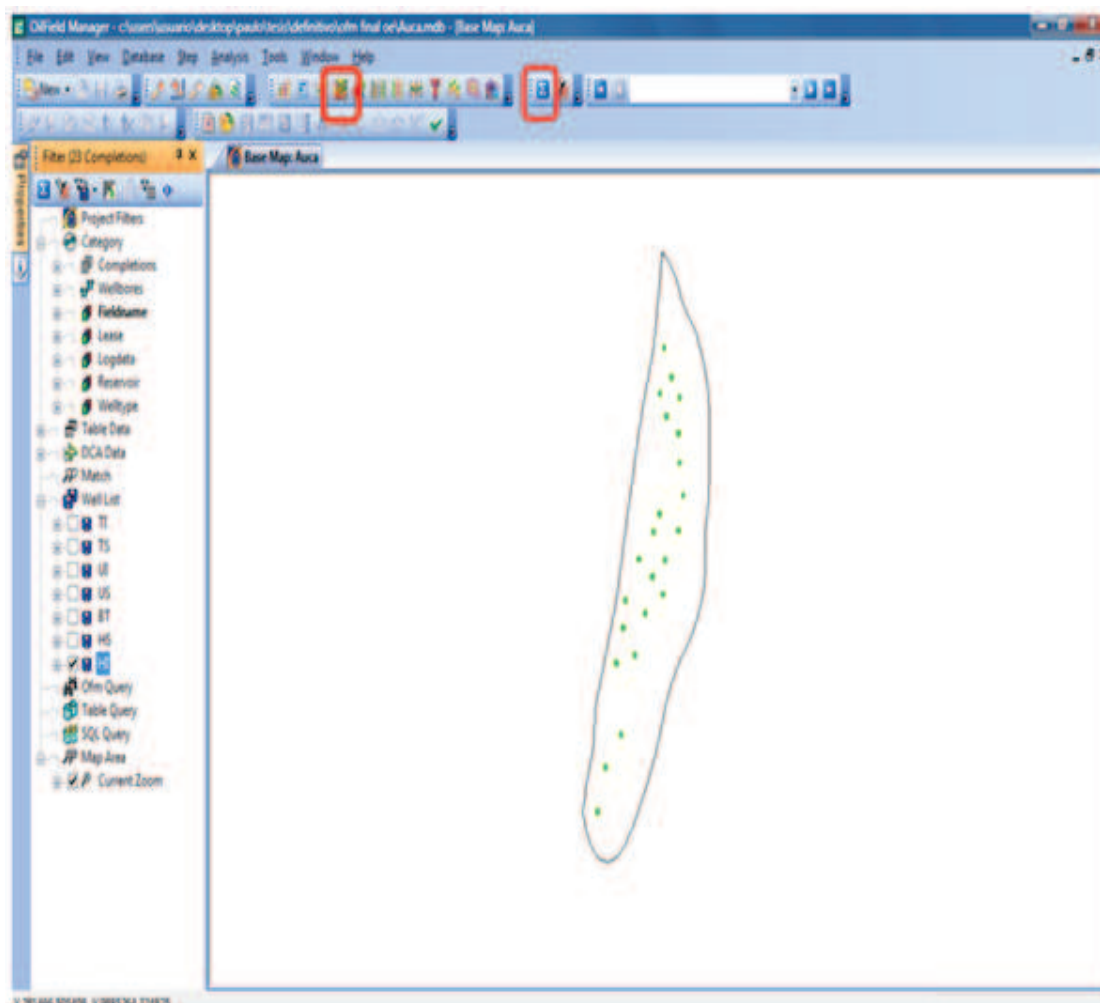 OilField Manager - c:\users\usuario\desktop\paulo\tesis\definitivo\ofm final oe\Auca.mdb - [Base Map: Auca]
File Edit View Database Step Analysis Tools Window Help
New
Properties
Filter (23 Completions)
Base Map: Auca
Project Filters
Category
Completions
Wellbores
Fieldname
Lease
Logdata
Reservoir
Welltype
Table Data
DCA Data
Match
Well List
TI
TS
UI
US
BT
HS
HI
Ofm Query
Table Query
SQL Query
Map Area
Current Zoom